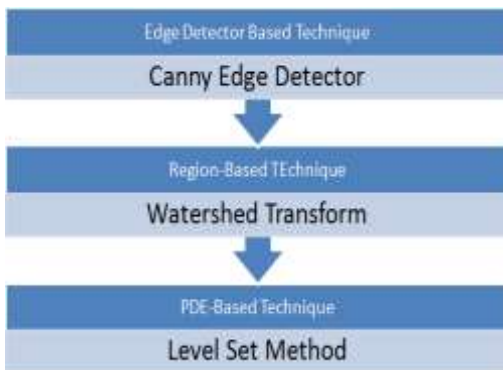 Edge Detector Based Technique
Canny Edge Detector
Region-Based TEchnique
Watershed Transform
PDE-Based Technique
Level Set Method